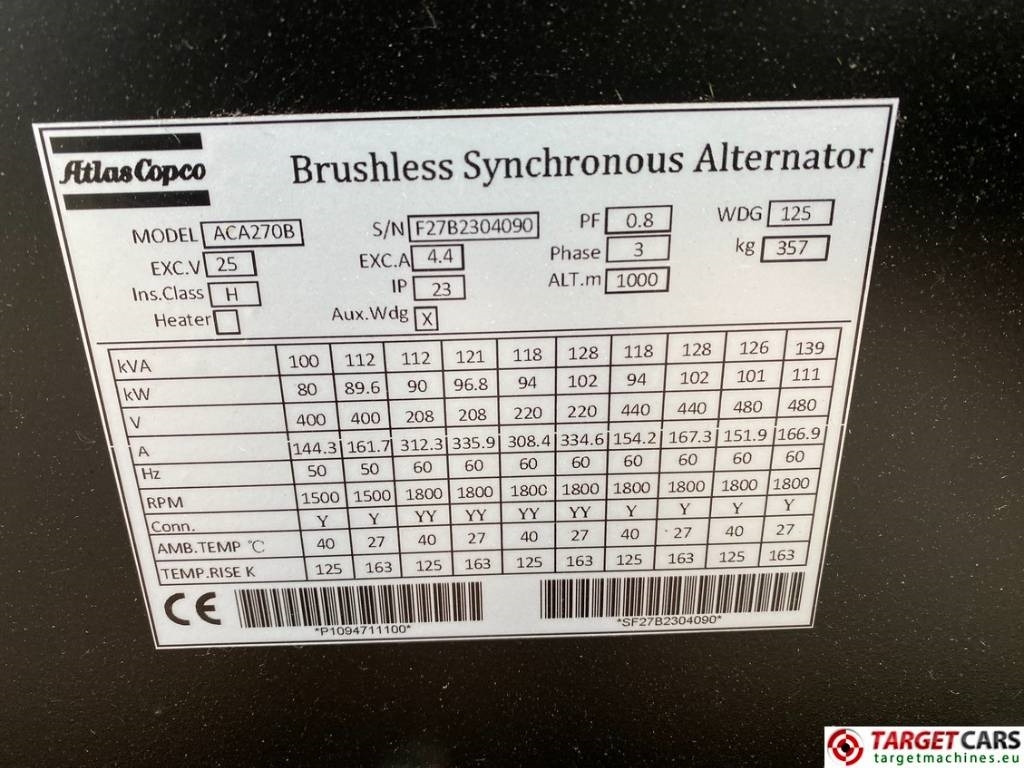 Atlas Copco
Brushless Synchronous Alternator
MODEL ACA270B S/N F27B2304090 PF 0.8 WDG 125
EXC.V 25 EXC.A 4.4 Phase 3 kg 357
Ins.Class H IP 23 ALT.m 1000
Heater Aux.Wdg X
kVA 100 112 112 121 118 128 118 128 126 139
kW 80 89.6 90 96.8 94 102 94 102 101 111
V 400 400 208 208 220 220 440 440 480 480
A 144.3 161.7 312.3 335.9 308.4 334.6 154.2 167.3 151.9 166.9
Hz 50 50 60 60 60 60 60 60 60 60
RPM 1500 1500 1800 1800 1800 1800 1800 1800 1800 1800
Conn. Y Y YY YY YY YY Y Y Y Y
AMB.TEMP ℃ 40 27 40 27 40 27 40 27 40 27
TEMP.RISE K 125 163 125 163 125 163 125 163 125 163
CE
*P1094711100* *SF27B2304090*
TARGETCARS
targetmachines.eu